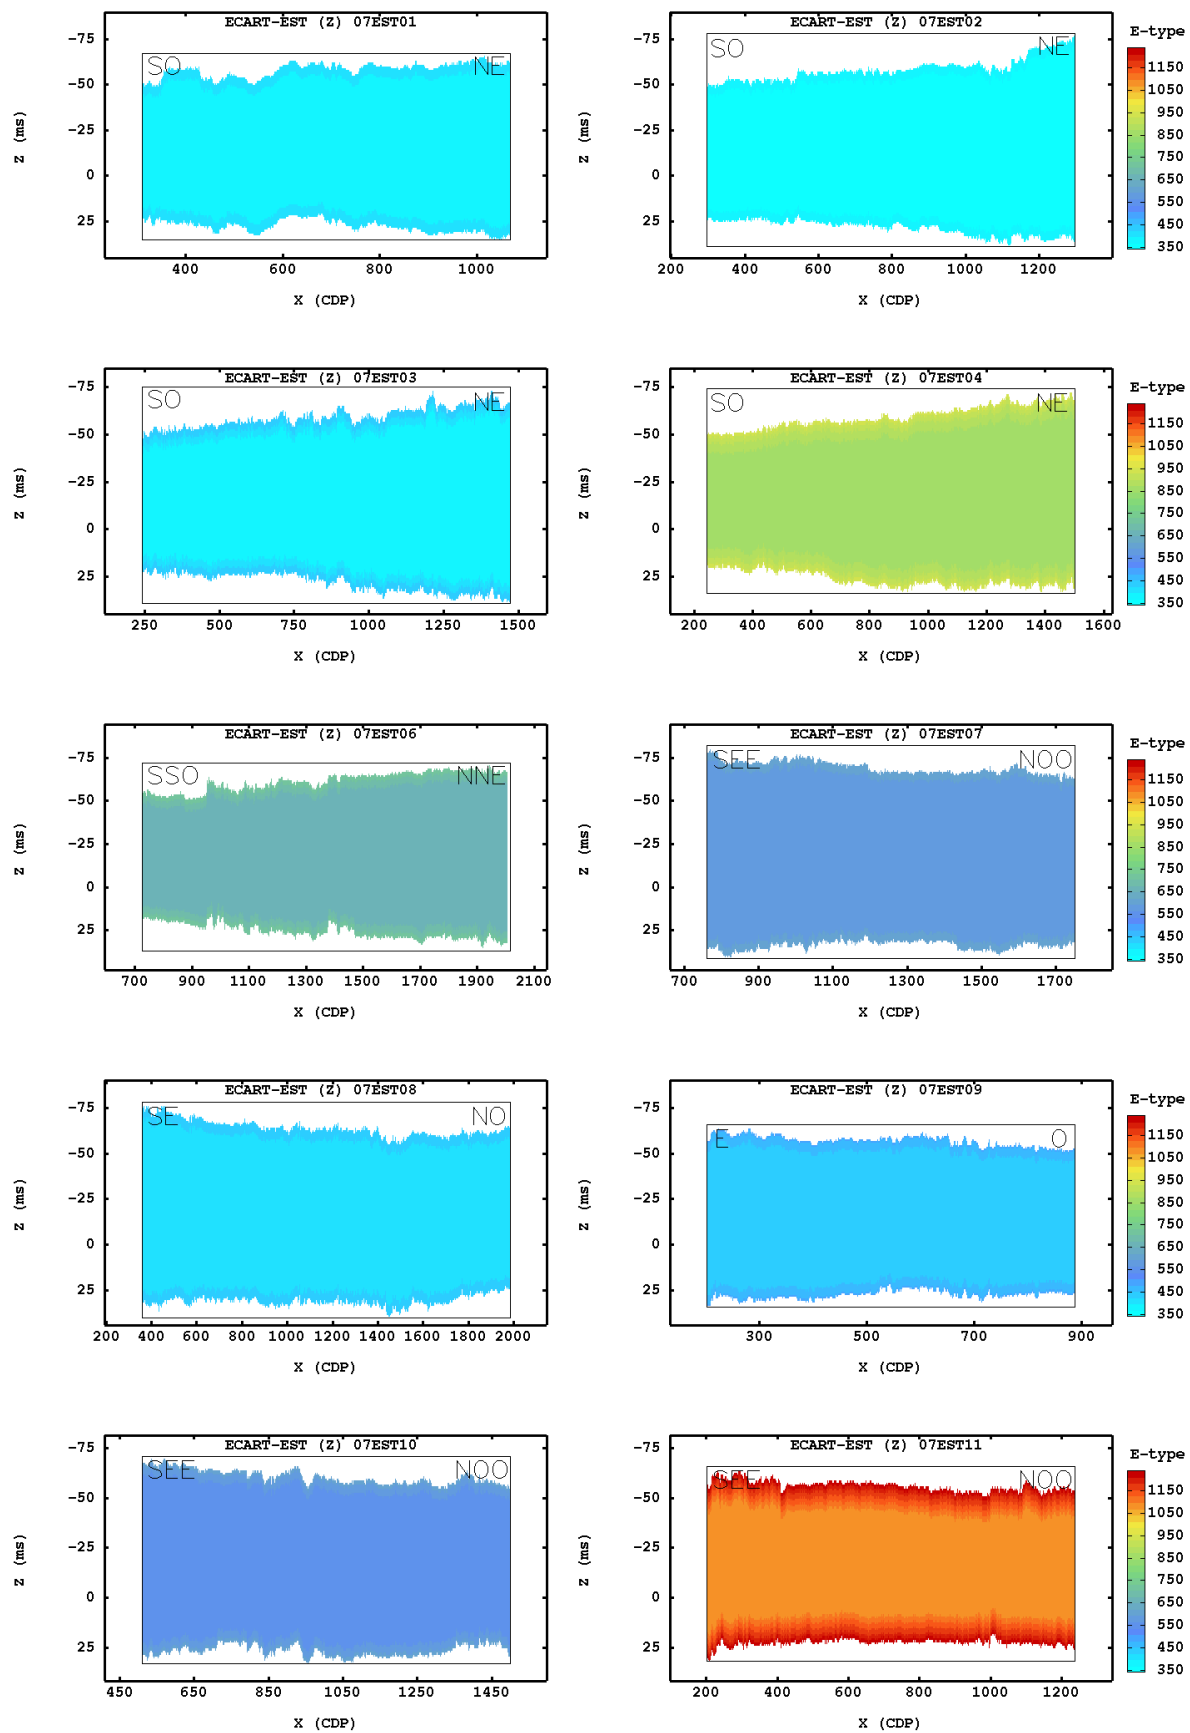 ECART-EST (Z) 07EST01
SO
NE
-75
-50
-25
0
25
Z (ms)
400 600 800 1000
X (CDP)
ECART-EST (Z) 07EST02
SO
NE
-75
-50
-25
0
25
Z (ms)
200 400 600 800 1000 1200
X (CDP)
E-type
1150
1050
950
850
750
650
550
450
350
ECART-EST (Z) 07EST03
SO
NE
-75
-50
-25
0
25
Z (ms)
250 500 750 1000 1250 1500
X (CDP)
ECART-EST (Z) 07EST04
SO
NE
-75
-50
-25
0
25
Z (ms)
200 400 600 800 1000 1200 1400 1600
X (CDP)
E-type
1150
1050
950
850
750
650
550
450
350
ECART-EST (Z) 07EST06
SSO
NNE
-75
-50
-25
0
25
Z (ms)
700 900 1100 1300 1500 1700 1900 2100
X (CDP)
ECART-EST (Z) 07EST07
SEE
NOO
-75
-50
-25
0
25
Z (ms)
700 900 1100 1300 1500 1700
X (CDP)
E-type
1150
1050
950
850
750
650
550
450
350
ECART-EST (Z) 07EST08
SE
NO
-75
-50
-25
0
25
Z (ms)
200 400 600 800 1000 1200 1400 1600 1800 2000
X (CDP)
ECART-EST (Z) 07EST09
E
O
-75
-50
-25
0
25
Z (ms)
300 500 700 900
X (CDP)
E-type
1150
1050
950
850
750
650
550
450
350
ECART-EST (Z) 07EST10
SEE
NOO
-75
-50
-25
0
25
Z (ms)
450 650 850 1050 1250 1450
X (CDP)
ECART-EST (Z) 07EST11
SEE
NOO
-75
-50
-25
0
25
Z (ms)
200 400 600 800 1000 1200
X (CDP)
E-type
1150
1050
950
850
750
650
550
450
350